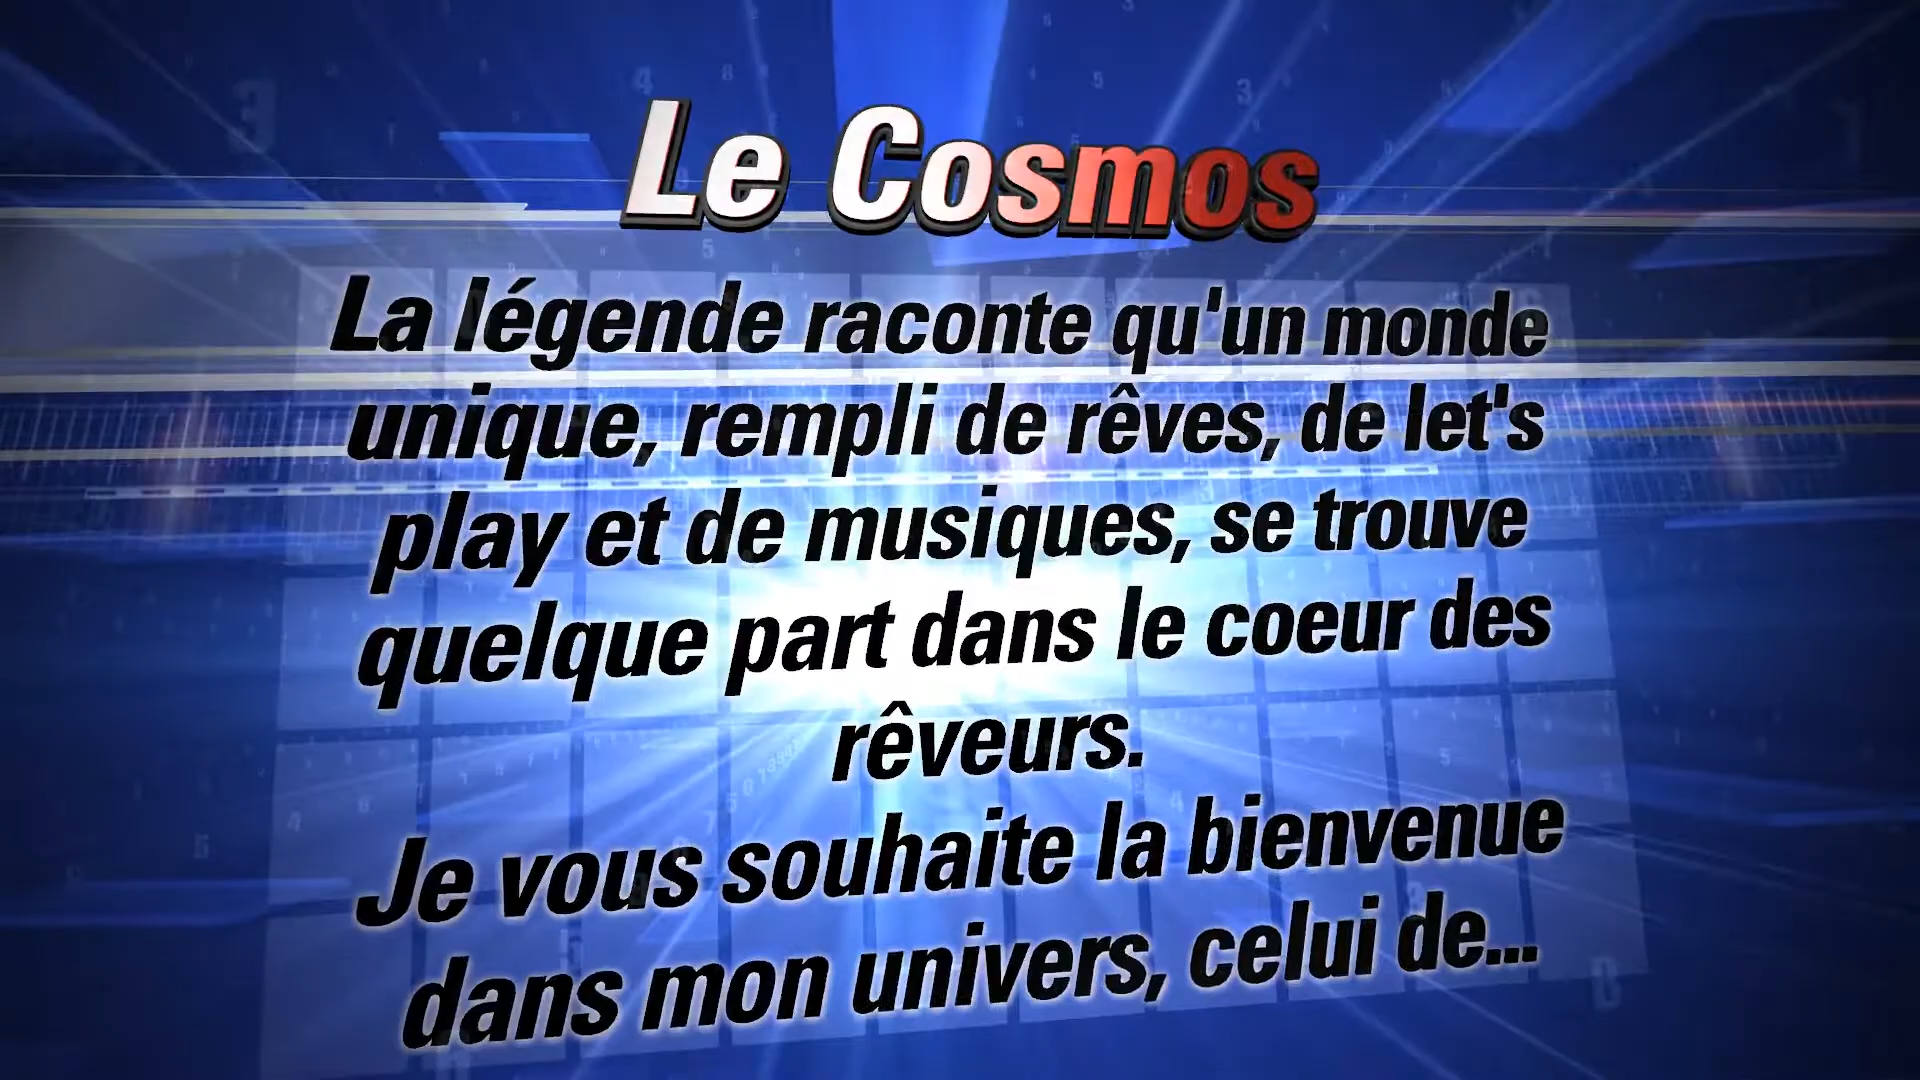 Le Cosmos
La légende raconte qu'un monde
unique, rempli de rêves, de let's
play et de musiques, se trouve
quelque part dans le coeur des
rêveurs.
Je vous souhaite la bienvenue
dans mon univers, celui de...